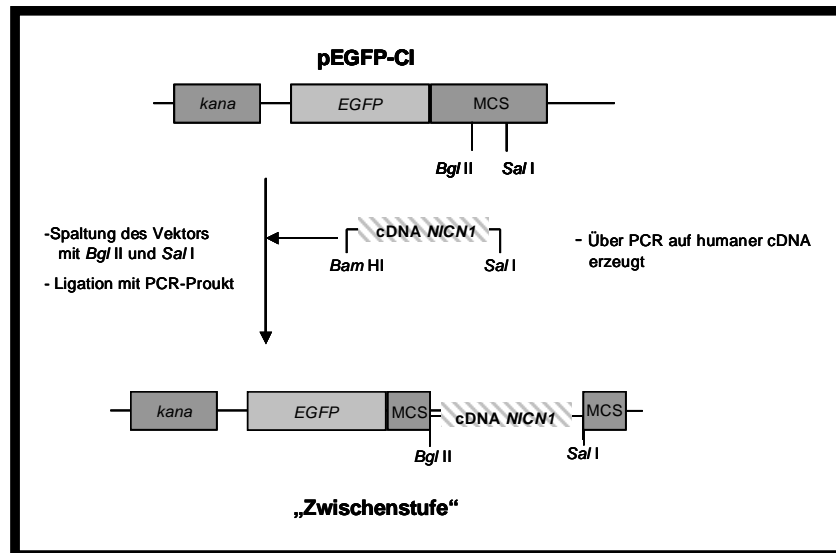 pEGFP-CI
kana EGFP MCS
Bgl II Sal I
-Spaltung des Vektors
mit Bgl II und Sal I
- Ligation mit PCR-Proukt
cDNA NICN1
Bam HI Sal I
- Über PCR auf humaner cDNA
erzeugt
kana EGFP MCS cDNA NICN1 MCS
Bgl II Sal I
„Zwischenstufe“